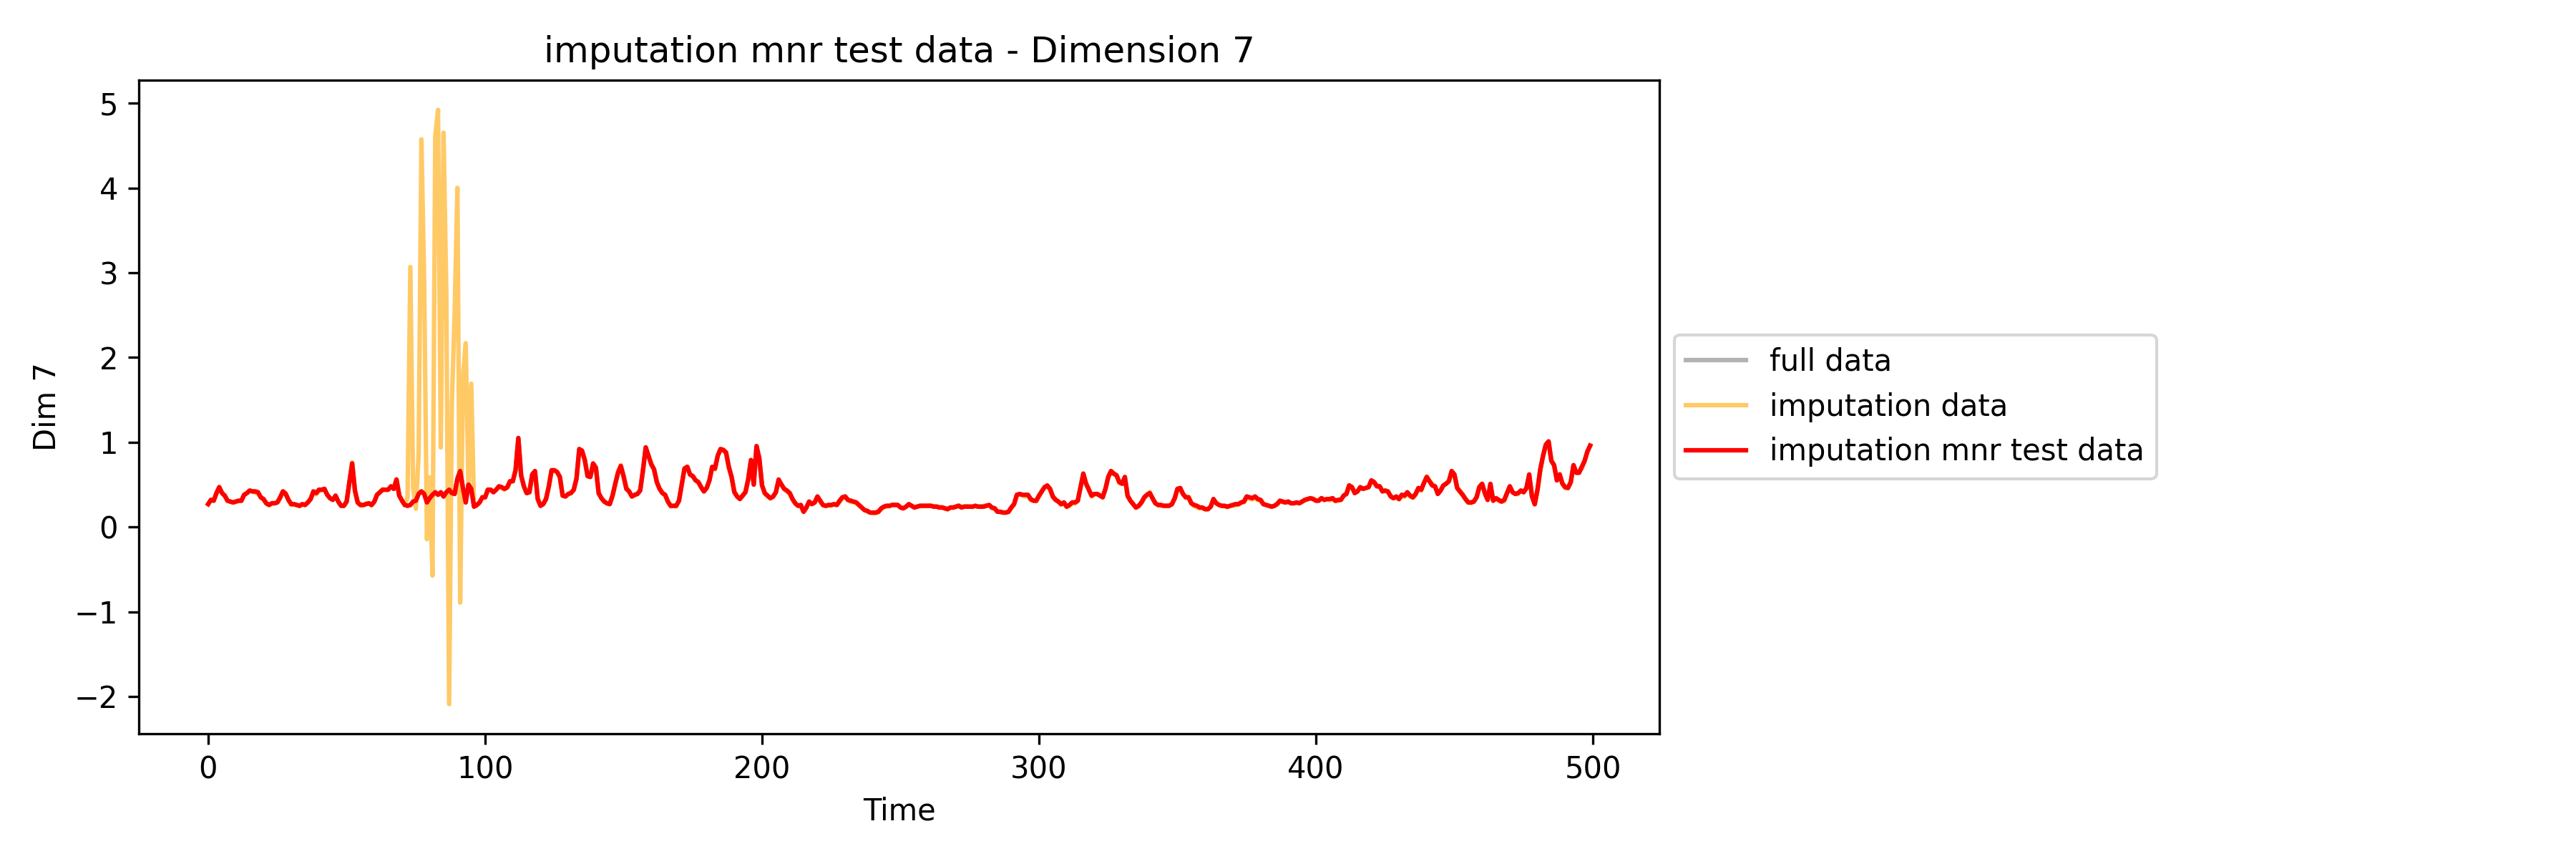 imputation mnr test data - Dimension 7
5
4
3
2
1
0
−1
−2
Dim 7
0 100 200 300 400 500
Time
full data
imputation data
imputation mnr test data